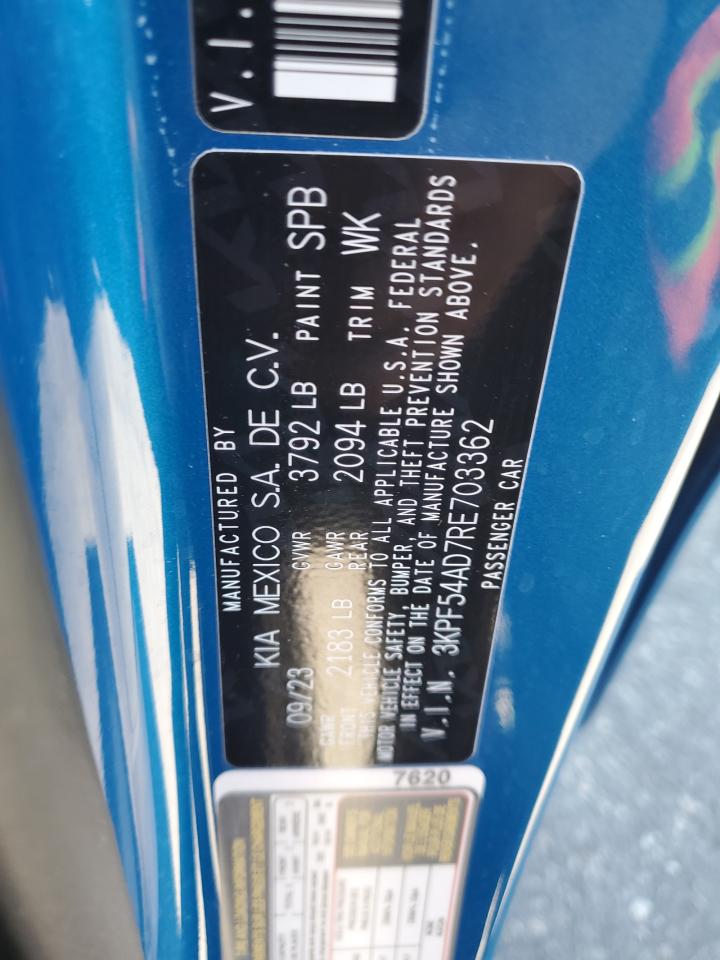 V.I.
MANUFACTURED BY
KIA MEXICO S.A. DE C.V.
09/23 GVWR 3792 LB PAINT SPB
GAWR FRONT 2183 LB GAWR REAR 2094 LB TRIM WK
THIS VEHICLE CONFORMS TO ALL APPLICABLE U.S.A. FEDERAL
MOTOR VEHICLE SAFETY, BUMPER, AND THEFT PREVENTION STANDARDS
IN EFFECT ON THE DATE OF MANUFACTURE SHOWN ABOVE.
V.I.N. 3KPF54AD7RE703362
PASSENGER CAR
7620